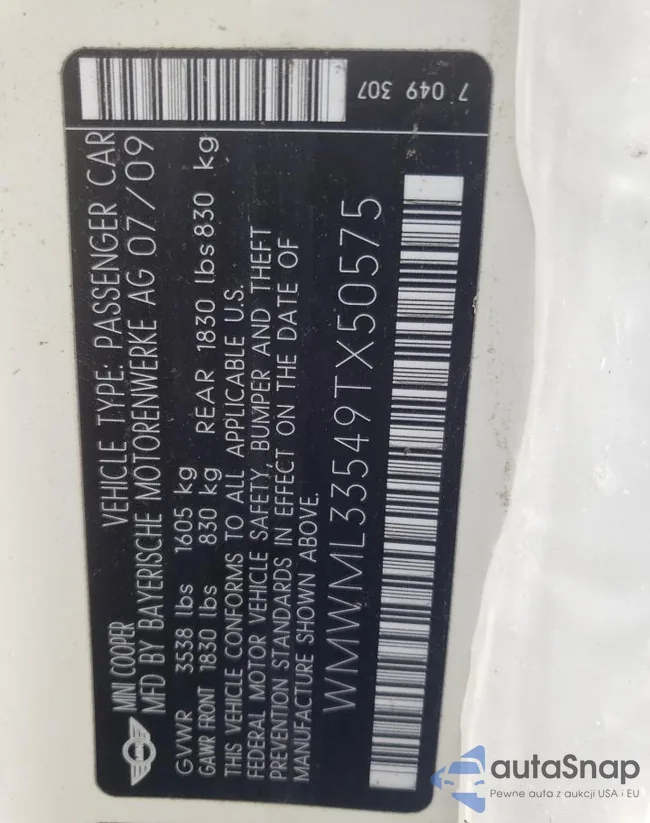 7 049 307
MINI COOPER VEHICLE TYPE: PASSENGER CAR
MFD BY BAYERISCHE MOTORENWERKE AG 07/09
GVWR 3538 lbs 1605 kg
GAWR FRONT 1830 lbs 830 kg REAR 1830 lbs 830 kg
THIS VEHICLE CONFORMS TO ALL APPLICABLE U.S.
FEDERAL MOTOR VEHICLE SAFETY, BUMPER AND THEFT
PREVENTION STANDARDS IN EFFECT ON THE DATE OF
MANUFACTURE SHOWN ABOVE.
WMWML33549TX50575
autaSnap
Pewne auta z aukcji USA i EU